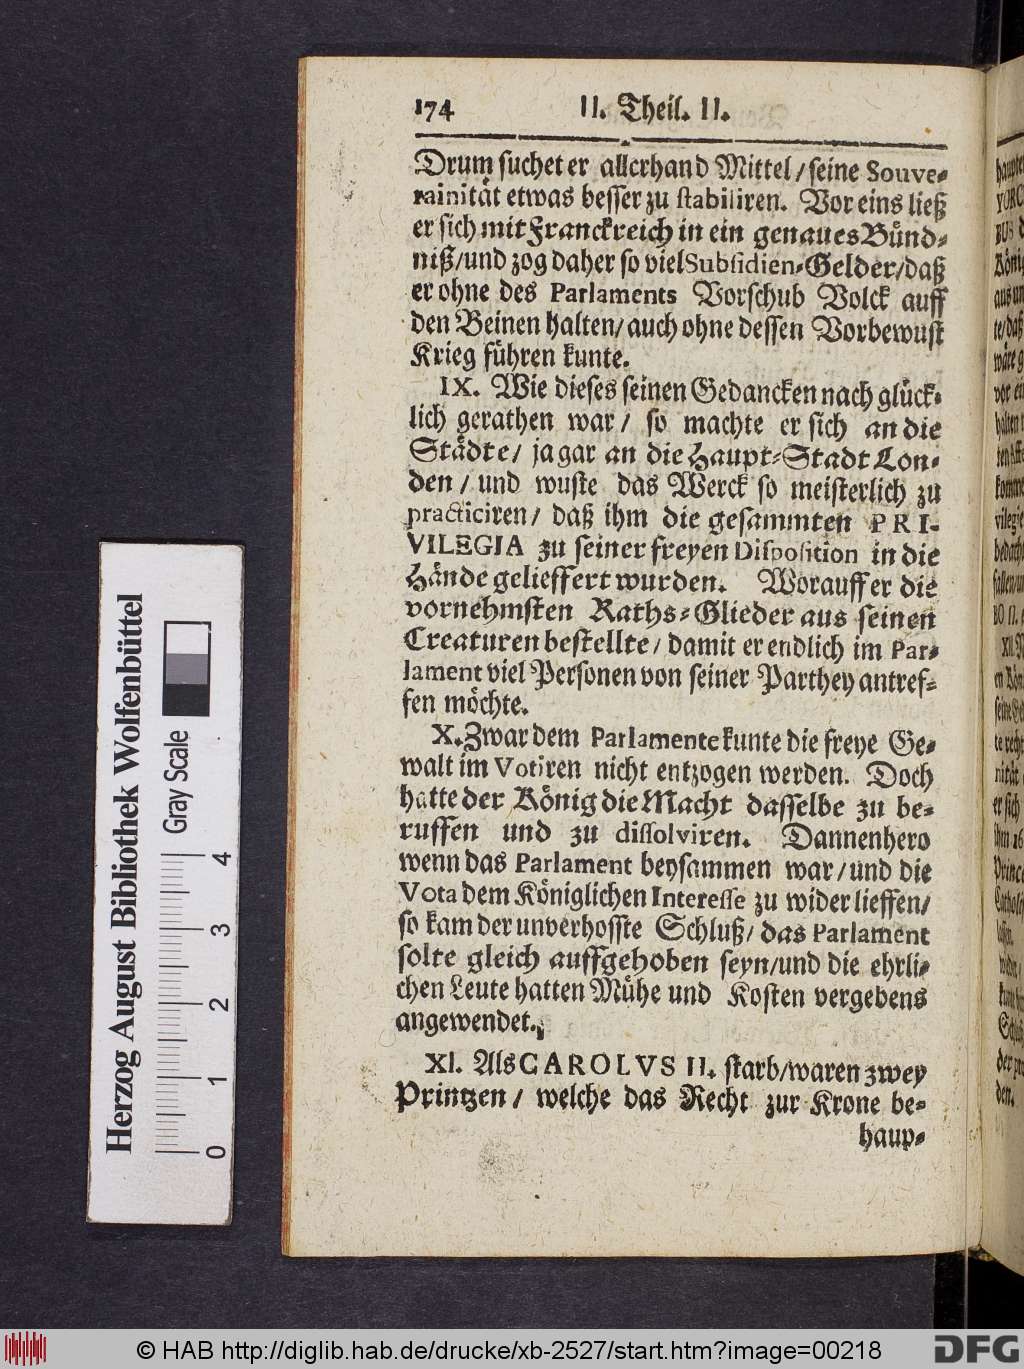 174 II. Theil. II.
Drum suchet er allerhand Mittel / seine Souve-
rainität etwas besser zu stabiliren. Vor eins ließ
er sich mit Franckreich in ein genaues Bünd-
niß / und zog daher so viel Subsidien-Gelder / daß
er ohne des Parlaments Vorschub Volck auff
den Beinen halten / auch ohne dessen Vorbewust
Krieg führen kunte.
IX. Wie dieses seinen Gedancken nach glück-
lich gerathen war / so machte er sich an die
Städte / ja gar an die Haupt-Stadt Lon-
den / und wuste das Werck so meisterlich zu
practiciren / daß ihm die gesammten PRI-
VILEGIA zu seiner freyen Disposition in die
Hände gelieffert wurden. Worauff er die
vornehmsten Raths-Glieder aus seinen
Creaturen bestellte / damit er endlich im Par-
lament viel Personen von seiner Parthey antref-
fen möchte.
X. Zwar dem Parlamente kunte die freye Ge-
walt im Votiren nicht entzogen werden. Doch
hatte der König die Macht dasselbe zu be-
ruffen und zu dissolviren. Dannenhero
wenn das Parlament beysammen war / und die
Vota dem Königlichen Interesse zu wider lieffen /
so kam der unverhoffte Schluß / das Parlament
solte gleich auffgehoben seyn / und die ehrli-
chen Leute hatten Mühe und Kosten vergebens
angewendet.
XI. Als CAROLVS II. starb / waren zwey
Printzen / welche das Recht zur Krone be-
haup-
Herzog August Bibliothek Wolfenbüttel
Gray Scale
0 1 2 3 4
© HAB http://diglib.hab.de/drucke/xb-2527/start.htm?image=00218
DFG